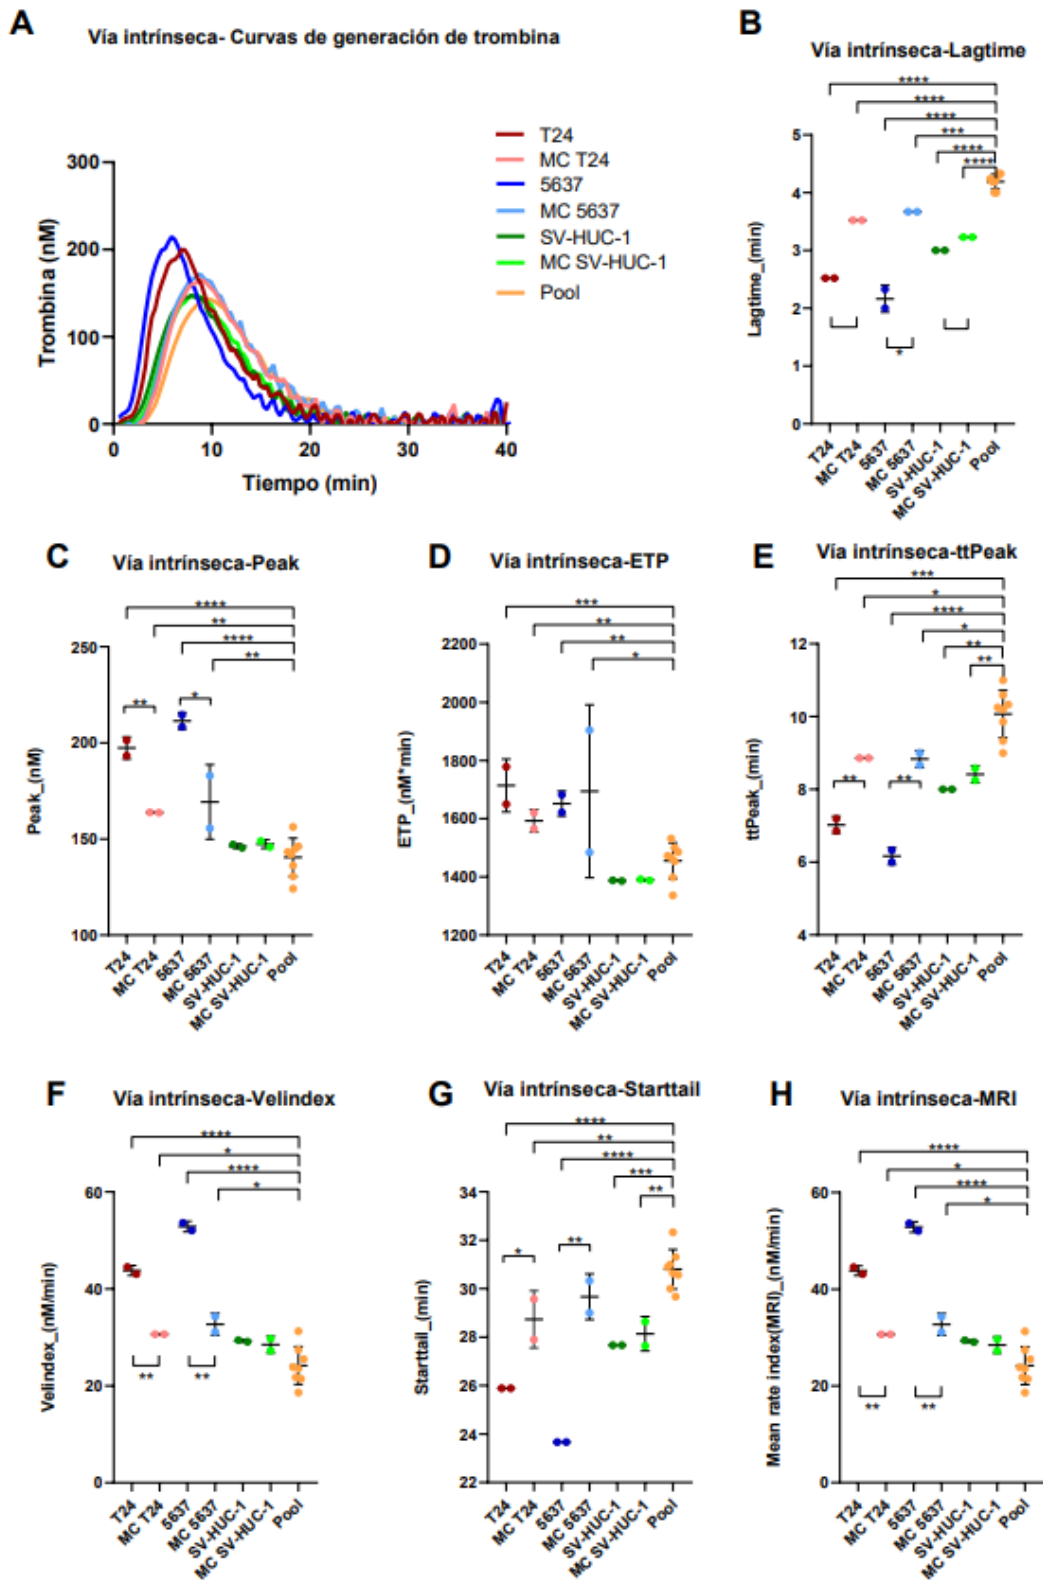 A
Vía intrínseca- Curvas de generación de trombina
T24
MC T24
5637
MC 5637
SV-HUC-1
MC SV-HUC-1
Pool
Trombina (nM)
300
200
100
0
0 10 20 30 40
Tiempo (min)
B
Vía intrínseca-Lagtime
****
****
****
***
****
****
Lagtime_(min)
5
4
3
2
1
0
*
T24
MC T24
5637
MC 5637
SV-HUC-1
MC SV-HUC-1
Pool
C
Vía intrínseca-Peak
****
**
****
**
**
*
Peak_(nM)
250
200
150
100
T24
MC T24
5637
MC 5637
SV-HUC-1
MC SV-HUC-1
Pool
D
Vía intrínseca-ETP
***
**
**
*
ETP_(nM*min)
2200
2000
1800
1600
1400
1200
T24
MC T24
5637
MC 5637
SV-HUC-1
MC SV-HUC-1
Pool
E
Vía intrínseca-ttPeak
***
*
****
*
**
**
**
**
ttPeak_(min)
12
10
8
6
4
T24
MC T24
5637
MC 5637
SV-HUC-1
MC SV-HUC-1
Pool
F
Vía intrínseca-Velindex
****
*
****
*
Velindex_(nM/min)
60
40
20
0
**
**
T24
MC T24
5637
MC 5637
SV-HUC-1
MC SV-HUC-1
Pool
G
Vía intrínseca-Starttail
****
**
****
***
**
*
**
Starttail_(min)
34
32
30
28
26
24
22
T24
MC T24
5637
MC 5637
SV-HUC-1
MC SV-HUC-1
Pool
H
Vía intrínseca-MRI
****
*
****
*
Mean rate index(MRI)_(nM/min)
60
40
20
0
**
**
T24
MC T24
5637
MC 5637
SV-HUC-1
MC SV-HUC-1
Pool